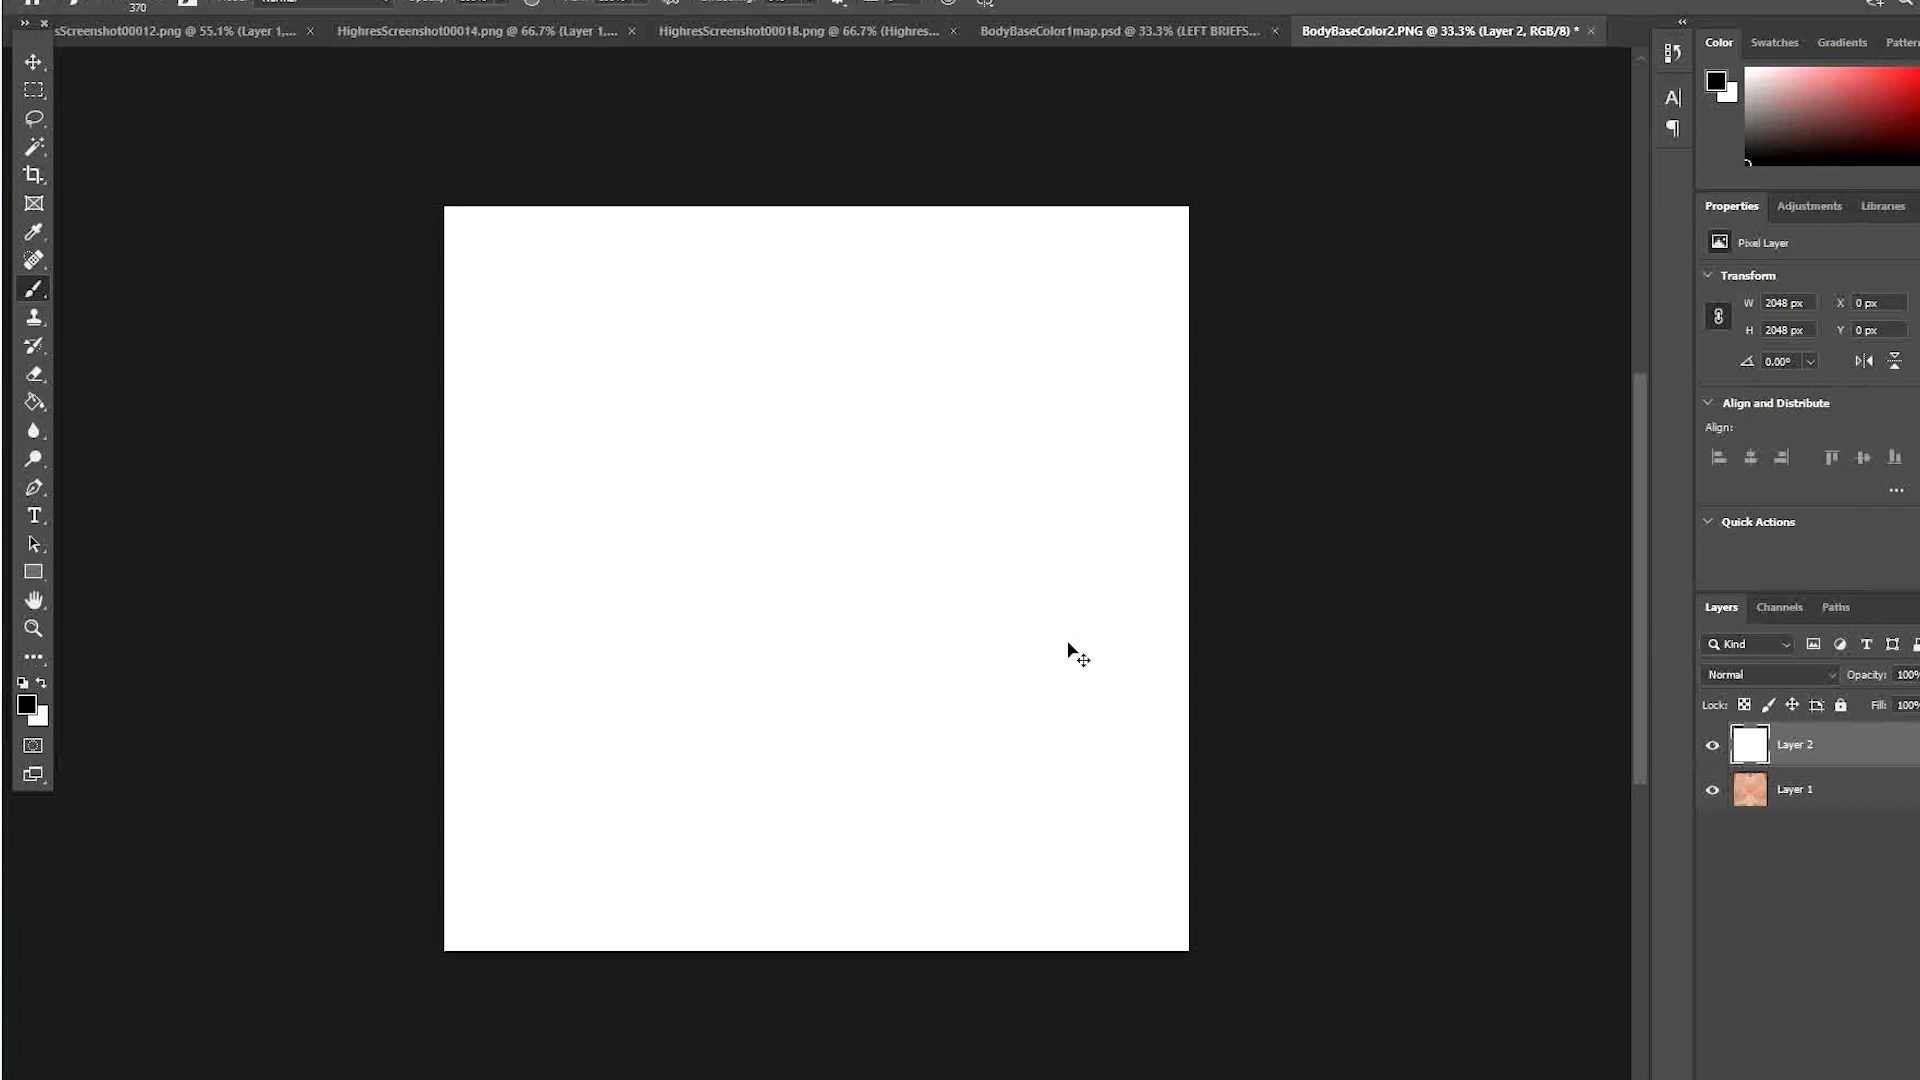 370
sScreenshot00012.png @ 55.1% (Layer 1,...
HighresScreenshot00014.png @ 66.7% (Layer 1,...
HighresScreenshot00018.png @ 66.7% (Highres...
BodyBaseColor1map.psd @ 33.3% (LEFT BRIEFS...
BodyBaseColor2.PNG @ 33.3% (Layer 2, RGB/8) *
Color Swatches Gradients Pattern
Properties Adjustments Libraries
Pixel Layer
Transform
W 2048 px X 0 px
H 2048 px Y 0 px
0.00°
Align and Distribute
Align:
Quick Actions
Layers Channels Paths
Kind
Normal Opacity: 100%
Lock: Fill: 100%
Layer 2
Layer 1